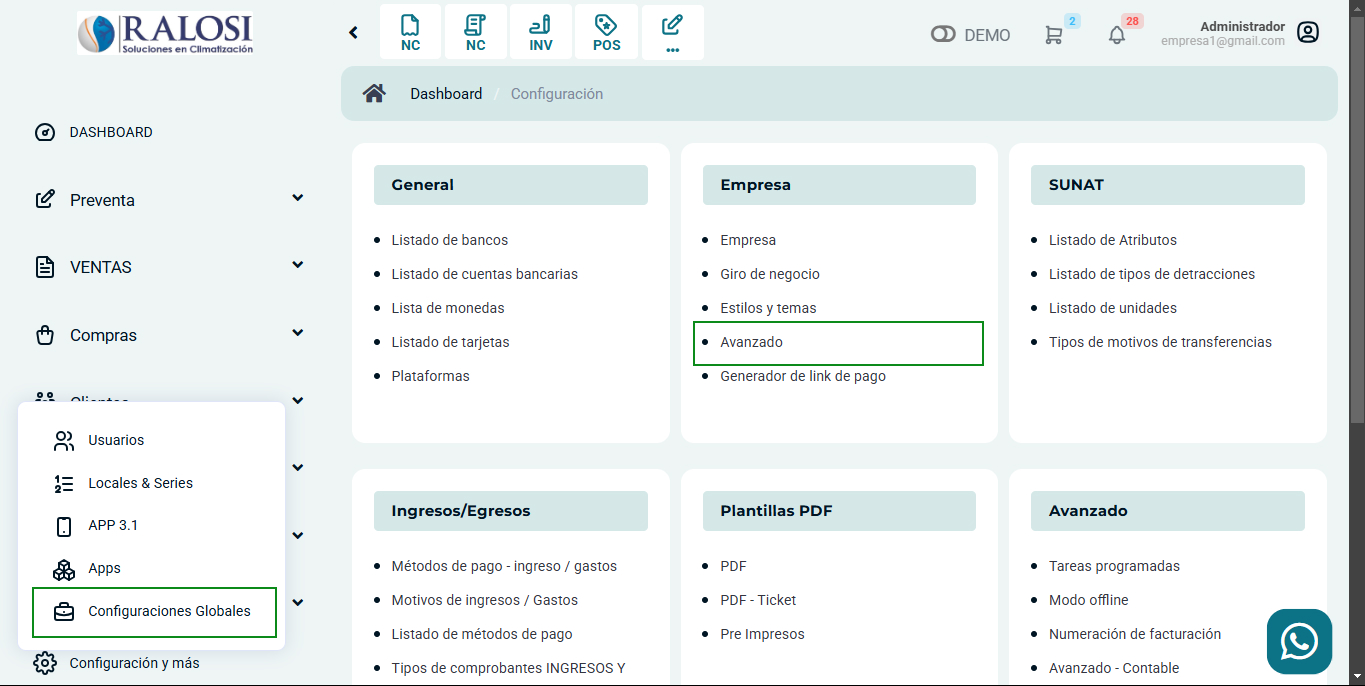 RALOSI
Soluciones en Climatización
NC
NC
INV
POS
...
DEMO
2
28
Administrador
empresa1@gmail.com
Dashboard / Configuración
DASHBOARD
Preventa
VENTAS
Compras
Clientes
Usuarios
Locales & Series
APP 3.1
Apps
Configuraciones Globales
Configuración y más
General
Listado de bancos
Listado de cuentas bancarias
Lista de monedas
Listado de tarjetas
Plataformas
Empresa
Empresa
Giro de negocio
Estilos y temas
Avanzado
Generador de link de pago
SUNAT
Listado de Atributos
Listado de tipos de detracciones
Listado de unidades
Tipos de motivos de transferencias
Ingresos/Egresos
Métodos de pago - ingreso / gastos
Motivos de ingresos / Gastos
Listado de métodos de pago
Tipos de comprobantes INGRESOS Y
Plantillas PDF
PDF
PDF - Ticket
Pre Impresos
Avanzado
Tareas programadas
Modo offline
Numeración de facturación
Avanzado - Contable